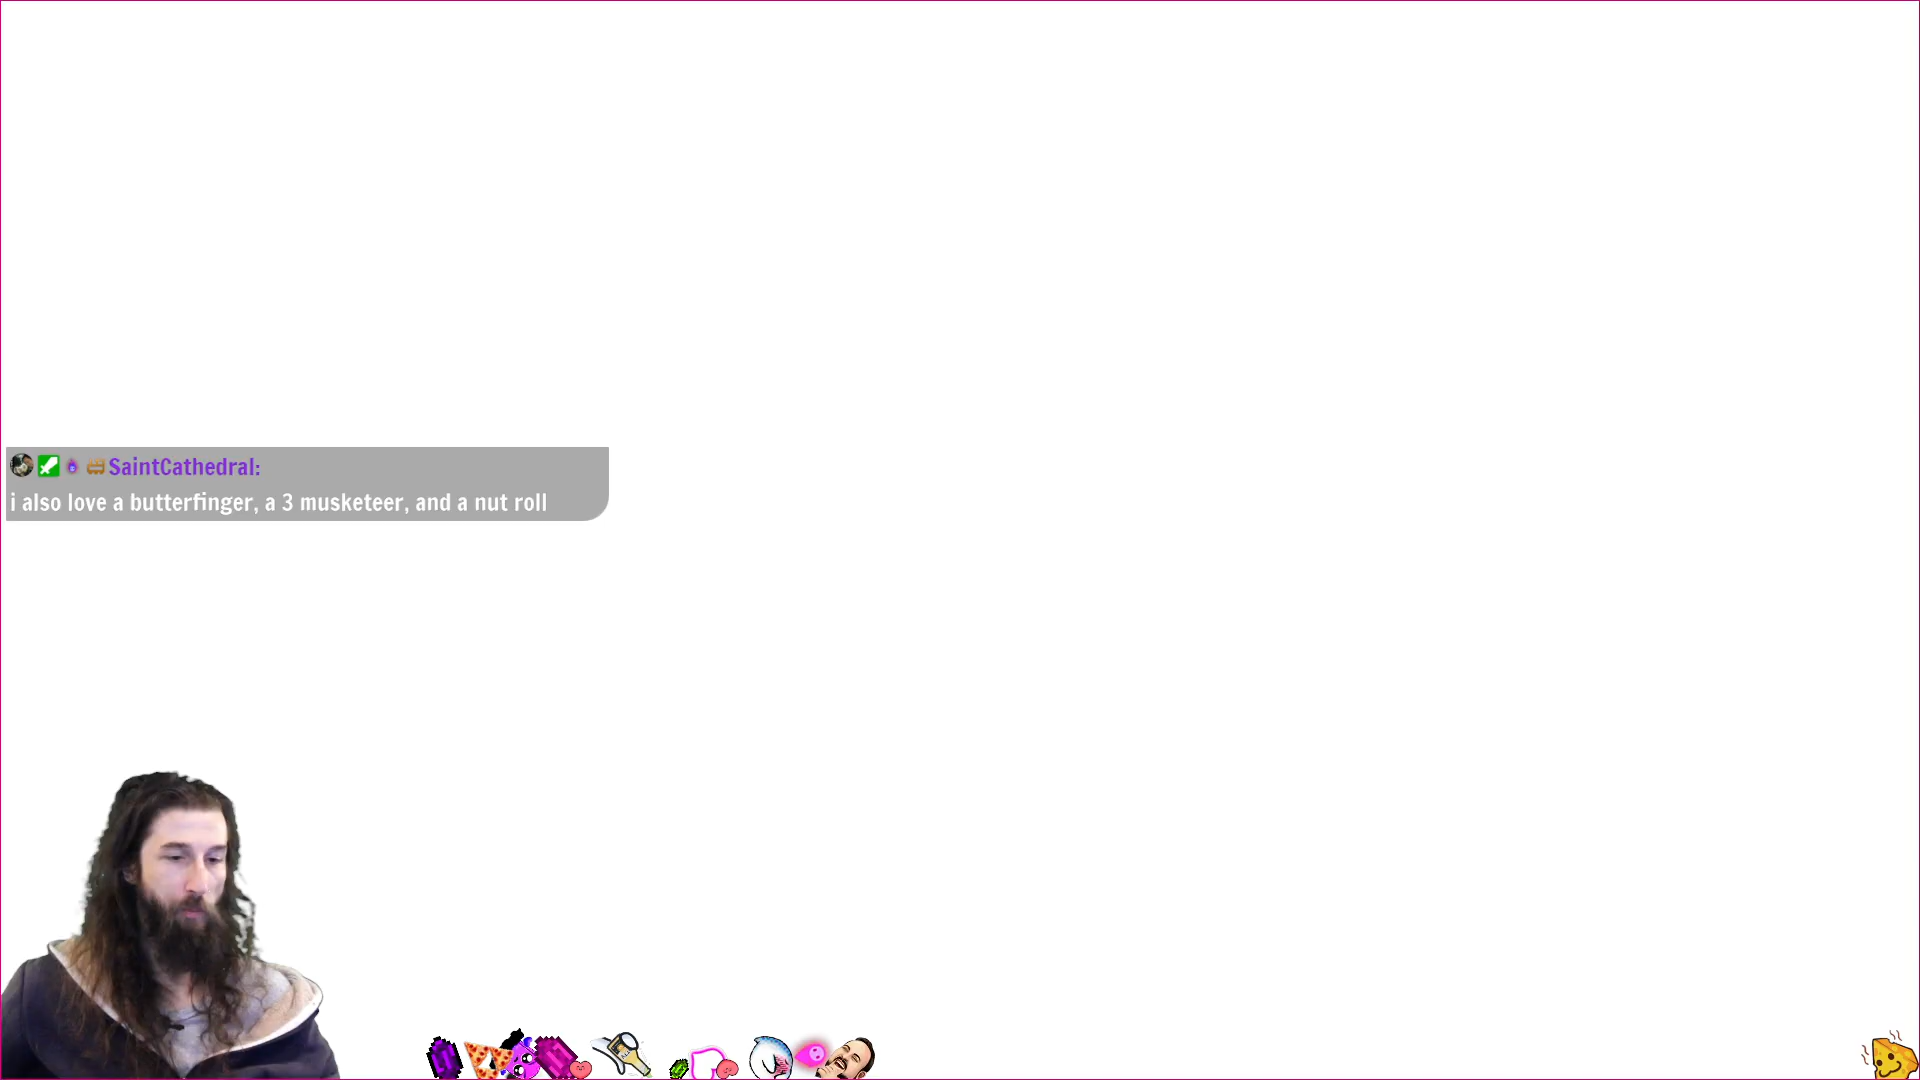 SaintCathedral:
i also love a butterfinger, a 3 musketeer, and a nut roll